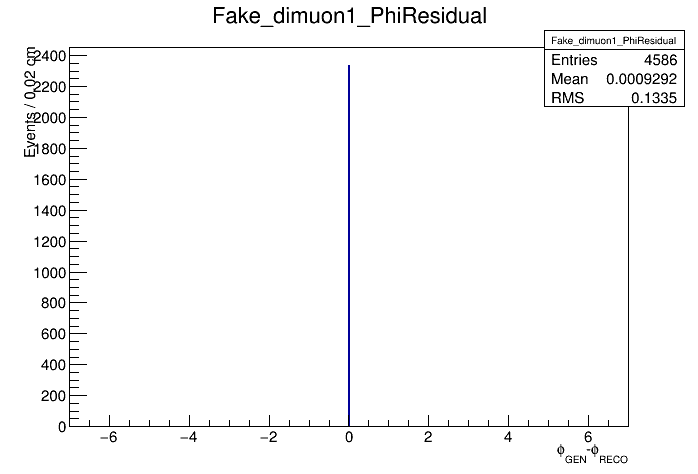 Fake_dimuon1_PhiResidual
Fake_dimuon1_PhiResidual
Entries 4586
Mean 0.0009292
RMS 0.1335
Events / 0.02 cm
2400
2200
2000
1800
1600
1400
1200
1000
800
600
400
200
0
−6 −4 −2 0 2 4 6
ϕGEN-ϕRECO